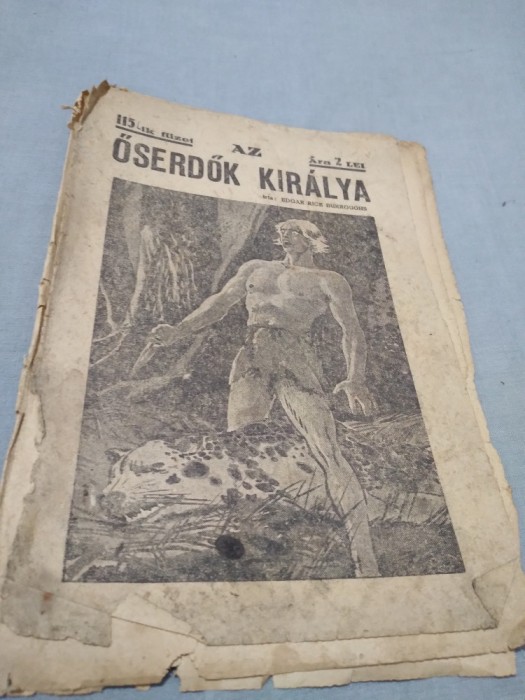 115.-ik füzet
AZ
Ára 2 LEI
ŐSERDŐK KIRÁLYA
Irta: EDGAR RICE BURROUGHS